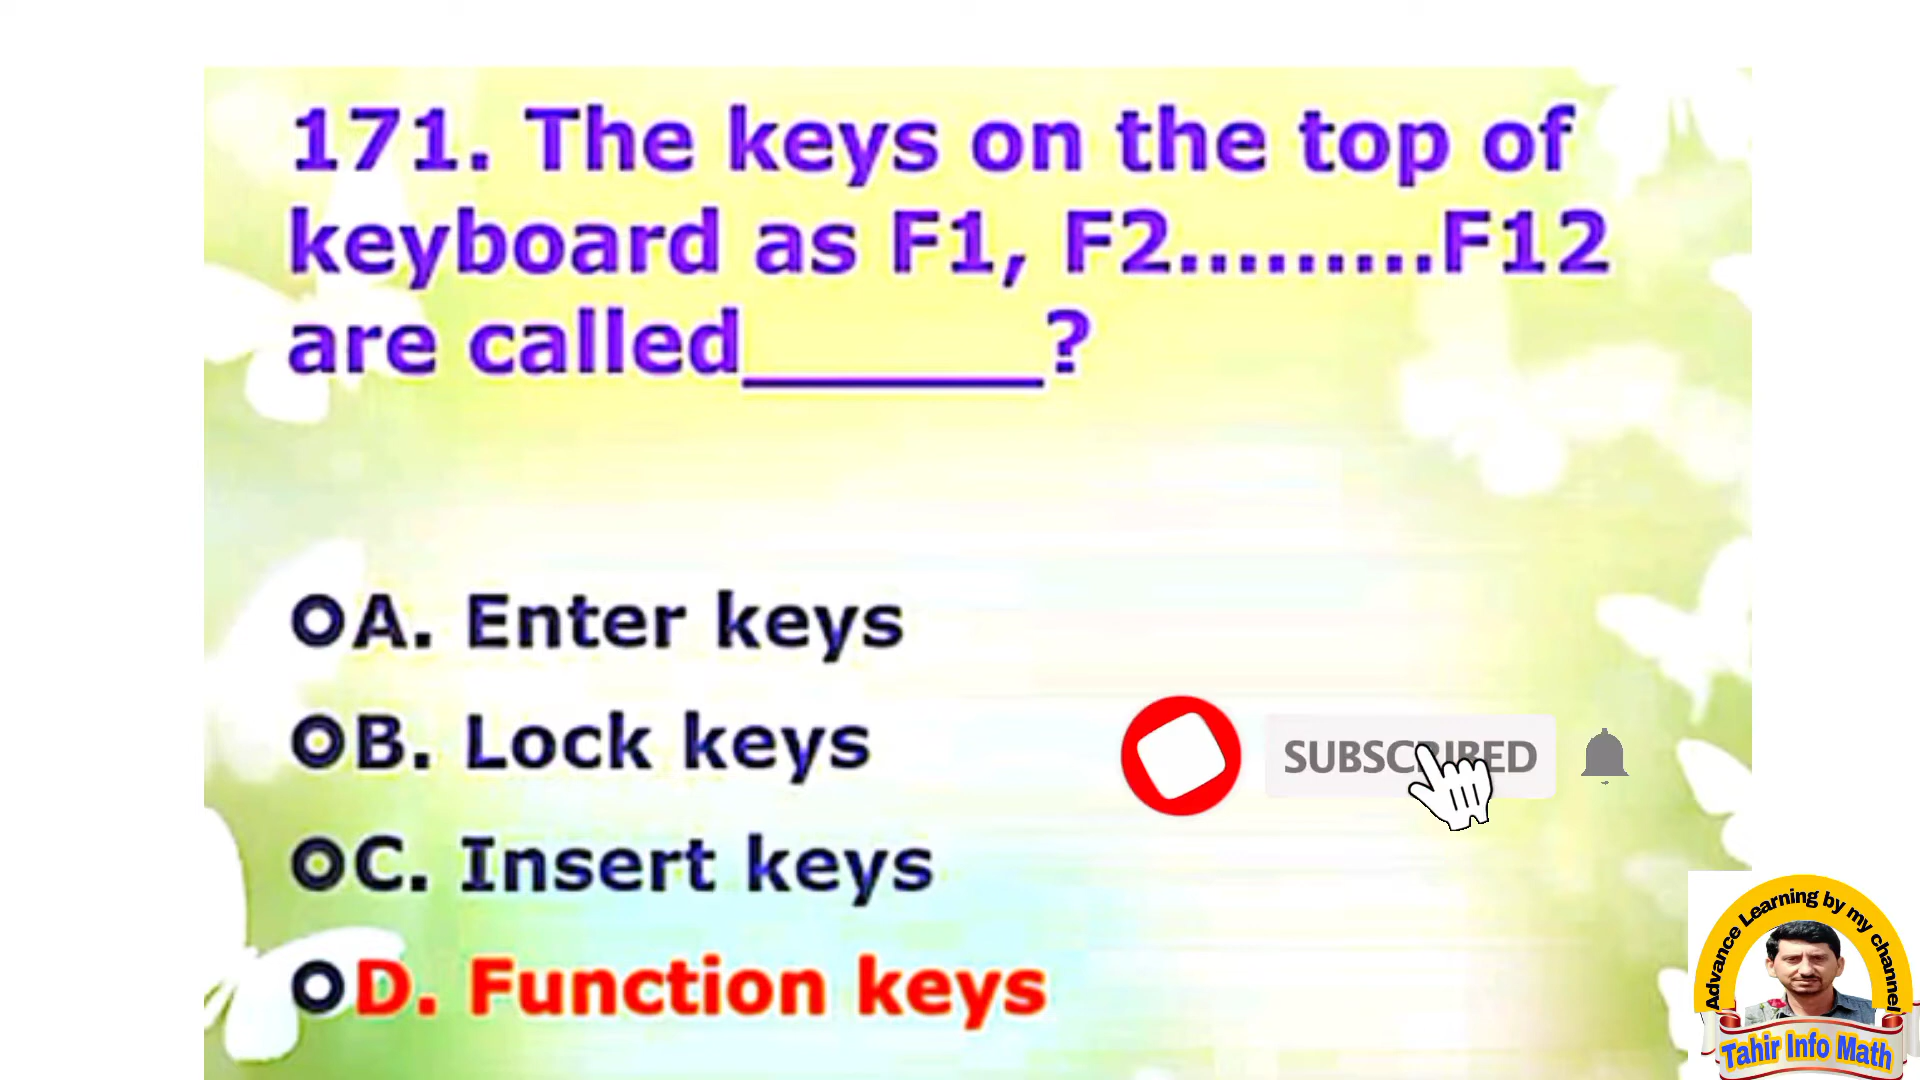 171. The keys on the top of
keyboard as F1, F2.........F12
are called______?
A. Enter keys
B. Lock keys
SUBSCRIBED
C. Insert keys
D. Function keys
Advance Learning by my channel
Tahir Info Math